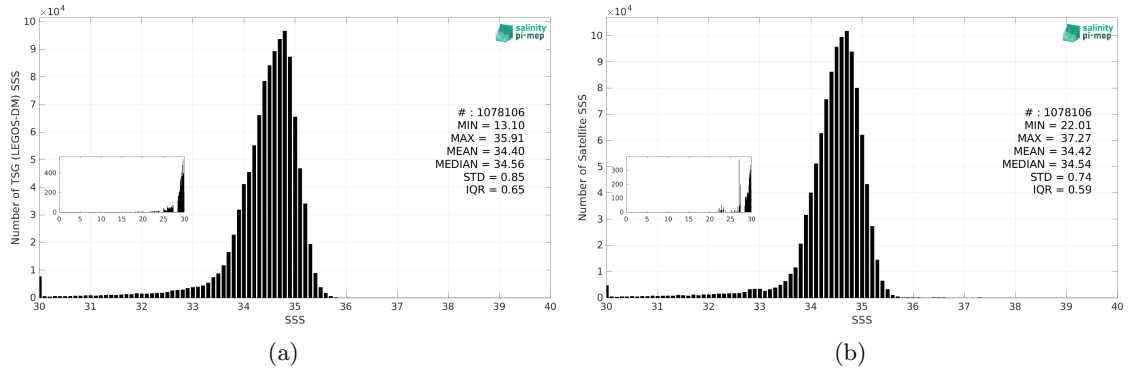 ×10⁴
salinity
pi-mep
# : 1078106
MIN = 13.10
MAX = 35.91
MEAN = 34.40
MEDIAN = 34.56
STD = 0.85
IQR = 0.65
Number of TSG (LEGOS-DM) SSS
10
9
8
7
6
5
4
3
2
1
0
400
200
0
0 5 10 15 20 25 30
30 31 32 33 34 35 36 37 38 39 40
SSS
(a)
×10⁴
salinity
pi-mep
# : 1078106
MIN = 22.01
MAX = 37.27
MEAN = 34.42
MEDIAN = 34.54
STD = 0.74
IQR = 0.59
Number of Satellite SSS
10
9
8
7
6
5
4
3
2
1
0
300
200
100
0
0 5 10 15 20 25 30
30 31 32 33 34 35 36 37 38 39 40
SSS
(b)